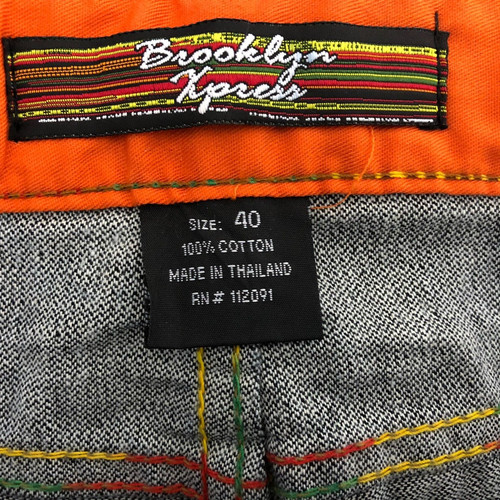 Brooklyn
Xpress
SIZE: 40
100% COTTON
MADE IN THAILAND
RN# 112091